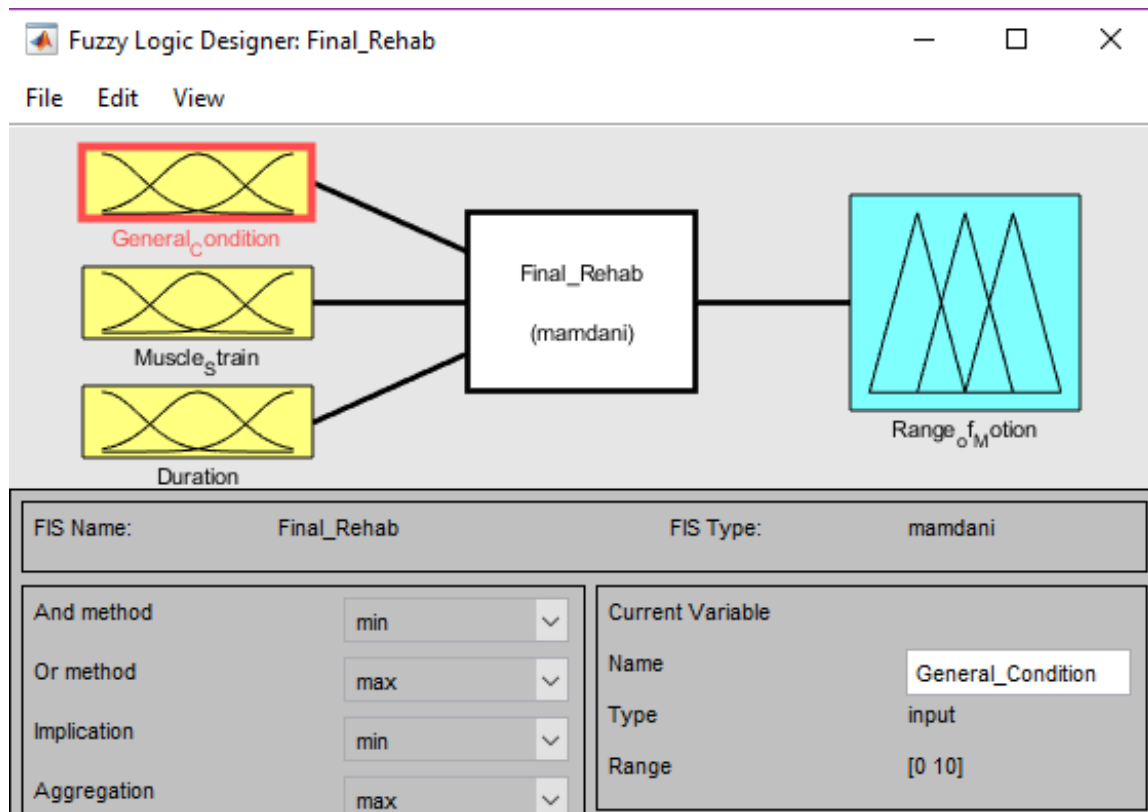 Fuzzy Logic Designer: Final_Rehab
File Edit View
General_Condition
Muscle_Strain
Duration
Final_Rehab
(mamdani)
Range_of_Motion
FIS Name: Final_Rehab FIS Type: mamdani
And method min
Or method max
Implication min
Aggregation max
Current Variable
Name General_Condition
Type input
Range [0 10]